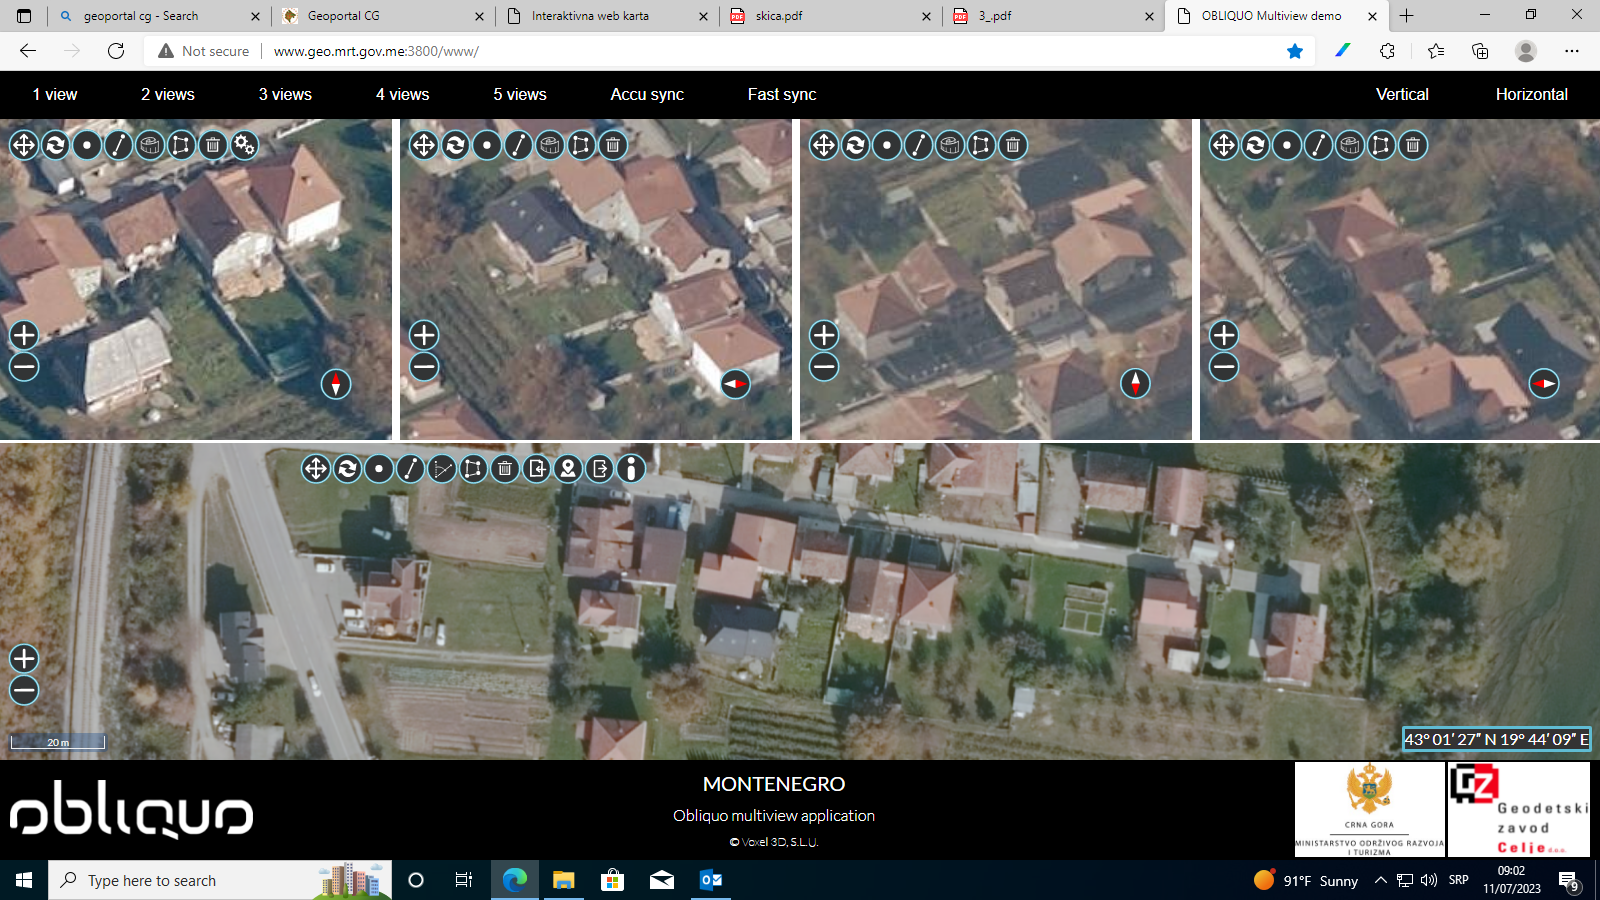 geoportal cg - Search
Geoportal CG
Interaktivna web karta
skica.pdf
3_.pdf
OBLIQUO Multiview demo
Not secure
www.geo.mrt.gov.me:3800/www/
1 view
2 views
3 views
4 views
5 views
Accu sync
Fast sync
Vertical
Horizontal
20 m
43° 01′ 27″ N 19° 44′ 09″ E
obliquo
MONTENEGRO
Obliquo multiview application
© Voxel 3D, S.L.U.
CRNA GORA
MINISTARSTVO ODRŽIVOG RAZVOJA
I TURIZMA
GZ
Geodetski
zavod
Celje d.o.o.
Type here to search
91°F Sunny
SRP
09:02
11/07/2023
9